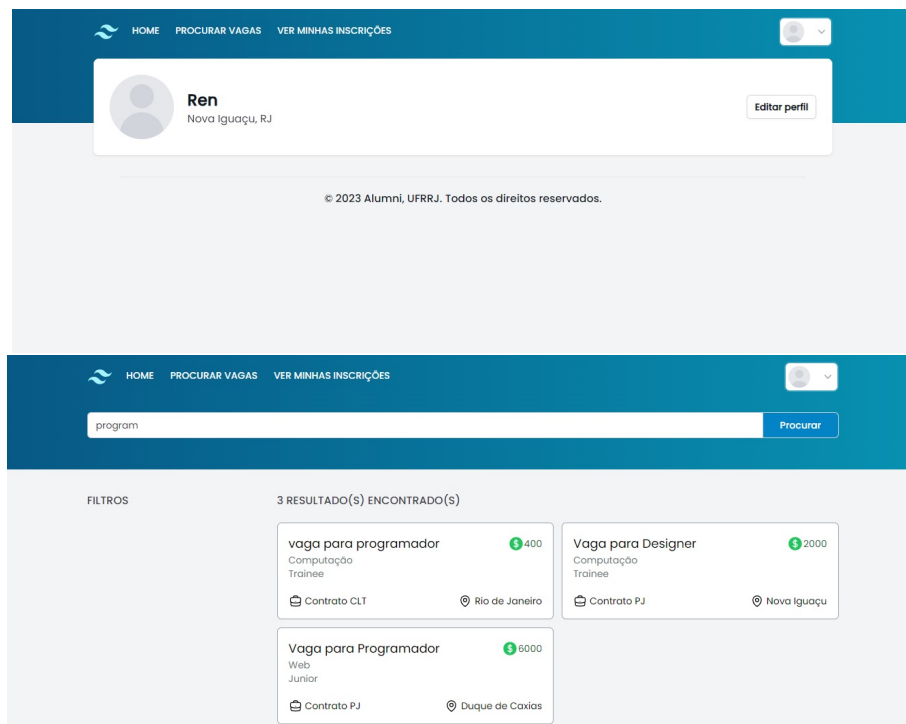 HOME PROCURAR VAGAS VER MINHAS INSCRIÇÕES
Ren
Nova Iguaçu, RJ
Editar perfil
© 2023 Alumni, UFRRJ. Todos os direitos reservados.
HOME PROCURAR VAGAS VER MINHAS INSCRIÇÕES
program
Procurar
FILTROS
3 RESULTADO(S) ENCONTRADO(S)
vaga para programador
$ 400
Computação
Trainee
Contrato CLT
Rio de Janeiro
Vaga para Designer
$ 2000
Computação
Trainee
Contrato PJ
Nova Iguaçu
Vaga para Programador
$ 6000
Web
Junior
Contrato PJ
Duque de Caxias